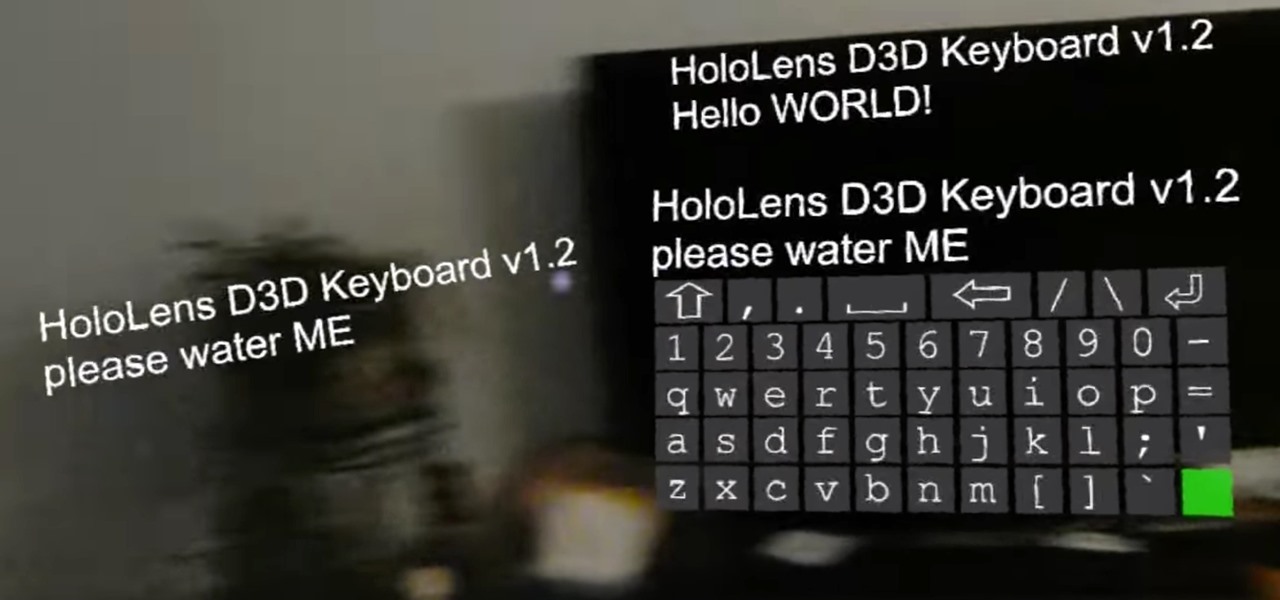 HoloLens D3D Keyboard v1.2
Hello WORLD!
HoloLens D3D Keyboard v1.2
please water ME
HoloLens D3D Keyboard v1.2
please water ME
, . / \
1 2 3 4 5 6 7 8 9 0 -
q w e r t y u i o p =
a s d f g h j k l ; '
z x c v b n m [ ] `